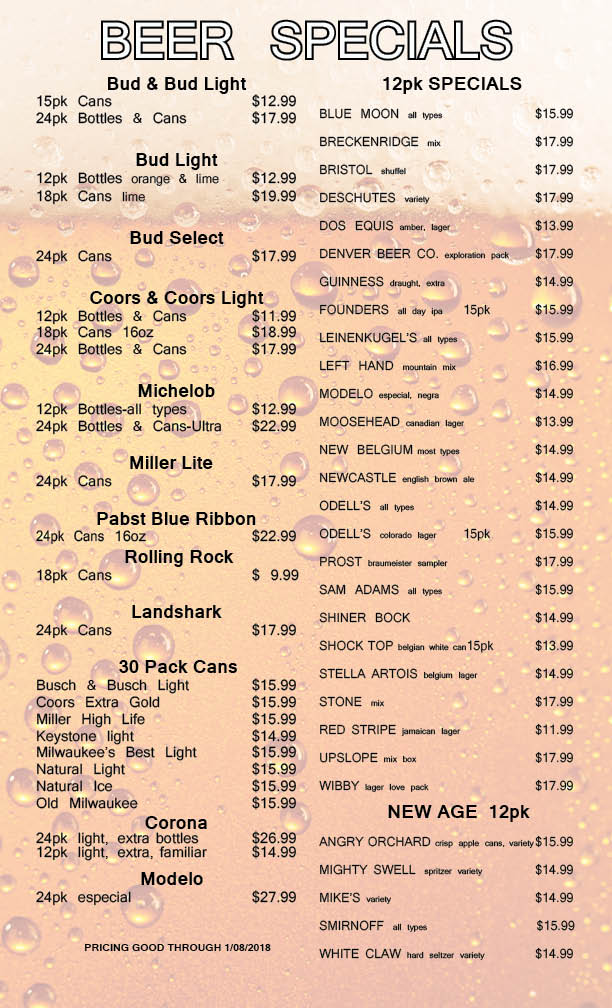 BEER SPECIALS
Bud & Bud Light
15pk Cans $12.99
24pk Bottles & Cans $17.99
Bud Light
12pk Bottles orange & lime $12.99
18pk Cans lime $19.99
Bud Select
24pk Cans $17.99
Coors & Coors Light
12pk Bottles & Cans $11.99
18pk Cans 16oz $18.99
24pk Bottles & Cans $17.99
Michelob
12pk Bottles-all types $12.99
24pk Bottles & Cans-Ultra $22.99
Miller Lite
24pk Cans $17.99
Pabst Blue Ribbon
24pk Cans 16oz $22.99
Rolling Rock
18pk Cans $ 9.99
Landshark
24pk Cans $17.99
30 Pack Cans
Busch & Busch Light $15.99
Coors Extra Gold $15.99
Miller High Life $15.99
Keystone light $14.99
Milwaukee's Best Light $15.99
Natural Light $15.99
Natural Ice $15.99
Old Milwaukee $15.99
Corona
24pk light, extra bottles $26.99
12pk light, extra, familiar $14.99
Modelo
24pk especial $27.99
PRICING GOOD THROUGH 1/08/2018
12pk SPECIALS
BLUE MOON all types $15.99
BRECKENRIDGE mix $17.99
BRISTOL shuffel $17.99
DESCHUTES variety $17.99
DOS EQUIS amber, lager $13.99
DENVER BEER CO. exploration pack $17.99
GUINNESS draught, extra $14.99
FOUNDERS all day ipa 15pk $15.99
LEINENKUGEL'S all types $15.99
LEFT HAND mountain mix $16.99
MODELO especial, negra $14.99
MOOSEHEAD canadian lager $13.99
NEW BELGIUM most types $14.99
NEWCASTLE english brown ale $14.99
ODELL'S all types $14.99
ODELL'S colorado lager 15pk $15.99
PROST braumeister sampler $17.99
SAM ADAMS all types $15.99
SHINER BOCK $14.99
SHOCK TOP belgian white can 15pk $13.99
STELLA ARTOIS belgium lager $14.99
STONE mix $17.99
RED STRIPE jamaican lager $11.99
UPSLOPE mix box $17.99
WIBBY lager love pack $17.99
NEW AGE 12pk
ANGRY ORCHARD crisp apple cans, variety $15.99
MIGHTY SWELL spritzer variety $14.99
MIKE'S variety $14.99
SMIRNOFF all types $15.99
WHITE CLAW hard seltzer variety $14.99